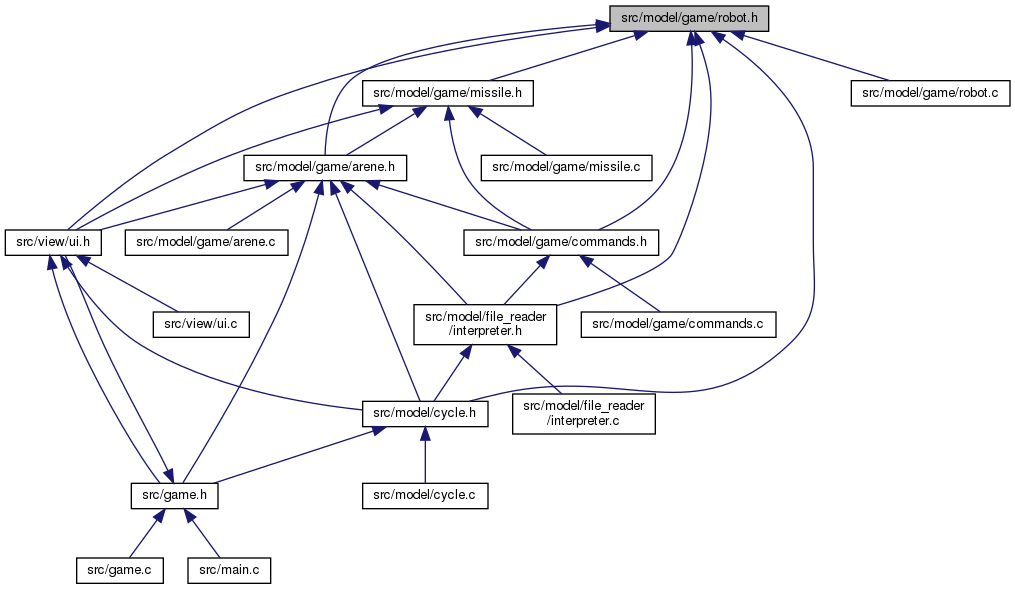 src/model/game/robot.h
src/model/game/missile.h
src/model/game/robot.c
src/model/game/arene.h
src/model/game/missile.c
src/view/ui.h
src/model/game/arene.c
src/model/game/commands.h
src/view/ui.c
src/model/file_reader
/interpreter.h
src/model/game/commands.c
src/model/cycle.h
src/model/file_reader
/interpreter.c
src/game.h
src/model/cycle.c
src/game.c
src/main.c